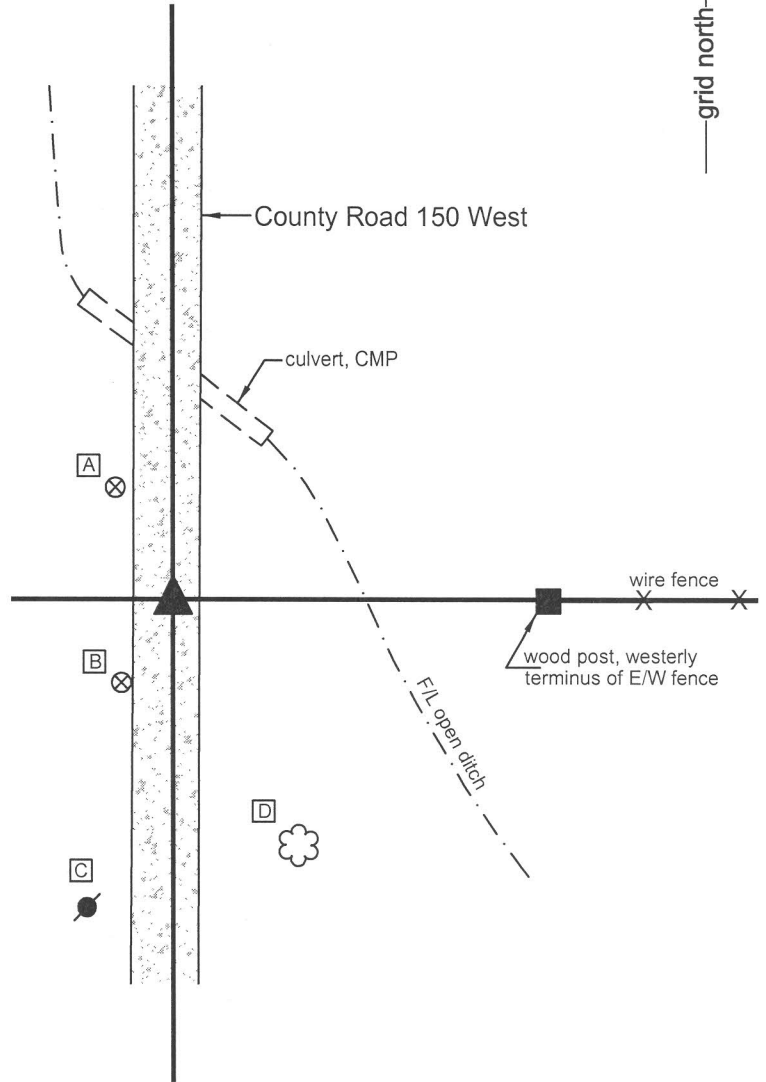 grid north
County Road 150 West
culvert, CMP
A
wire fence
B
wood post, westerly
terminus of E/W fence
F/L open ditch
D
C